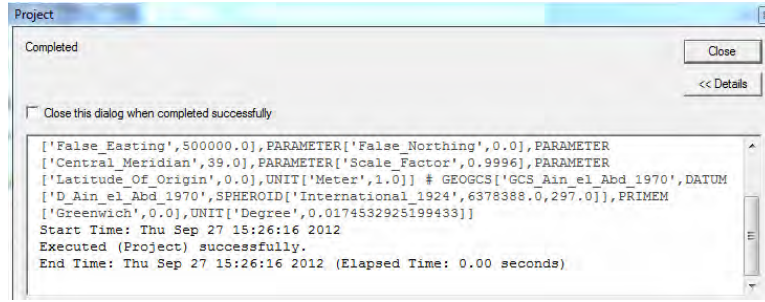 Project
Completed
Close
<< Details
Close this dialog when completed successfully
['False_Easting',500000.0],PARAMETER['False_Northing',0.0],PARAMETER
['Central_Meridian',39.0],PARAMETER['Scale_Factor',0.9996],PARAMETER
['Latitude_Of_Origin',0.0],UNIT['Meter',1.0]] # GEOGCS['GCS_Ain_el_Abd_1970',DATUM
['D_Ain_el_Abd_1970',SPHEROID['International_1924',6378388.0,297.0]],PRIMEM
['Greenwich',0.0],UNIT['Degree',0.0174532925199433]]
Start Time: Thu Sep 27 15:26:16 2012
Executed (Project) successfully.
End Time: Thu Sep 27 15:26:16 2012 (Elapsed Time: 0.00 seconds)